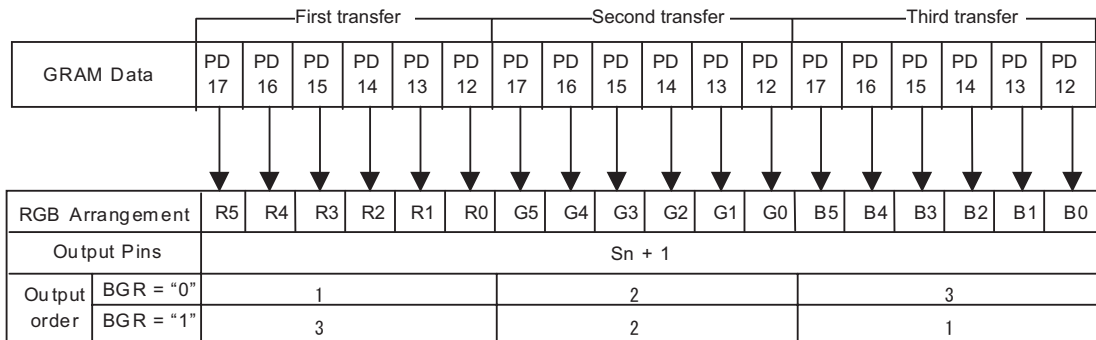 First transfer Second transfer Third transfer
GRAM Data PD 17 PD 16 PD 15 PD 14 PD 13 PD 12 PD 17 PD 16 PD 15 PD 14 PD 13 PD 12 PD 17 PD 16 PD 15 PD 14 PD 13 PD 12
RGB Arrangement R5 R4 R3 R2 R1 R0 G5 G4 G3 G2 G1 G0 B5 B4 B3 B2 B1 B0
Output Pins Sn + 1
Output order BGR = “0” 1 2 3
BGR = “1” 3 2 1